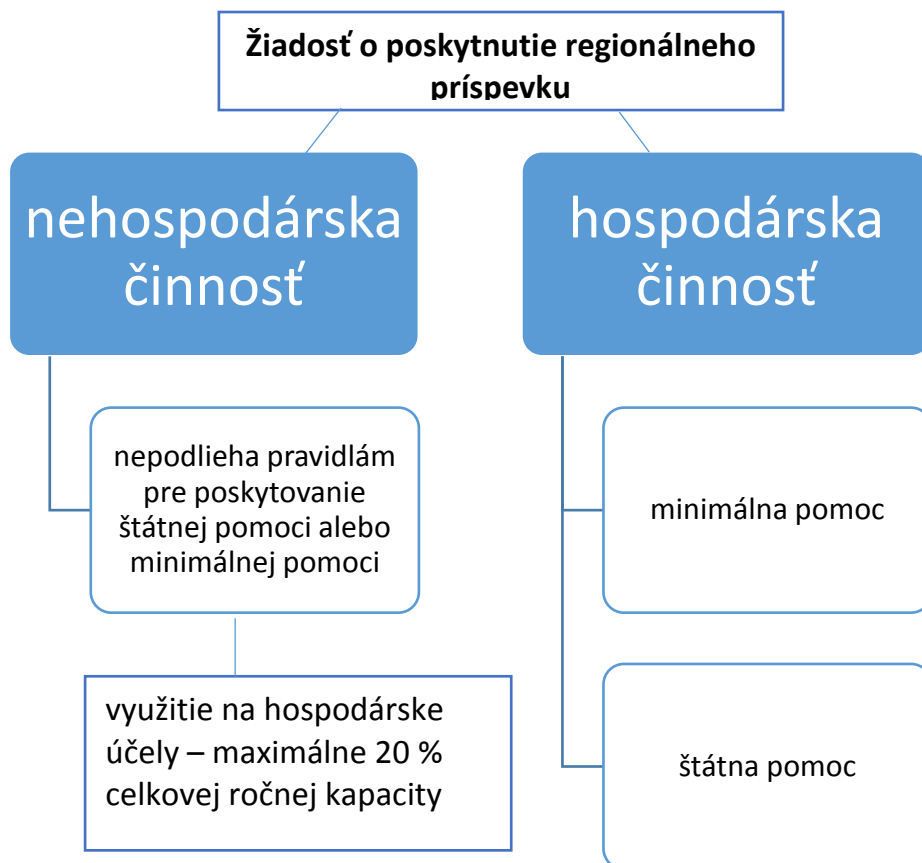 Žiadosť o poskytnutie regionálneho
príspevku
nehospodárska
činnosť
hospodárska
činnosť
nepodlieha pravidlám
pre poskytovanie
štátnej pomoci alebo
minimálnej pomoci
minimálna pomoc
využitie na hospodárske
účely – maximálne 20 %
celkovej ročnej kapacity
štátna pomoc